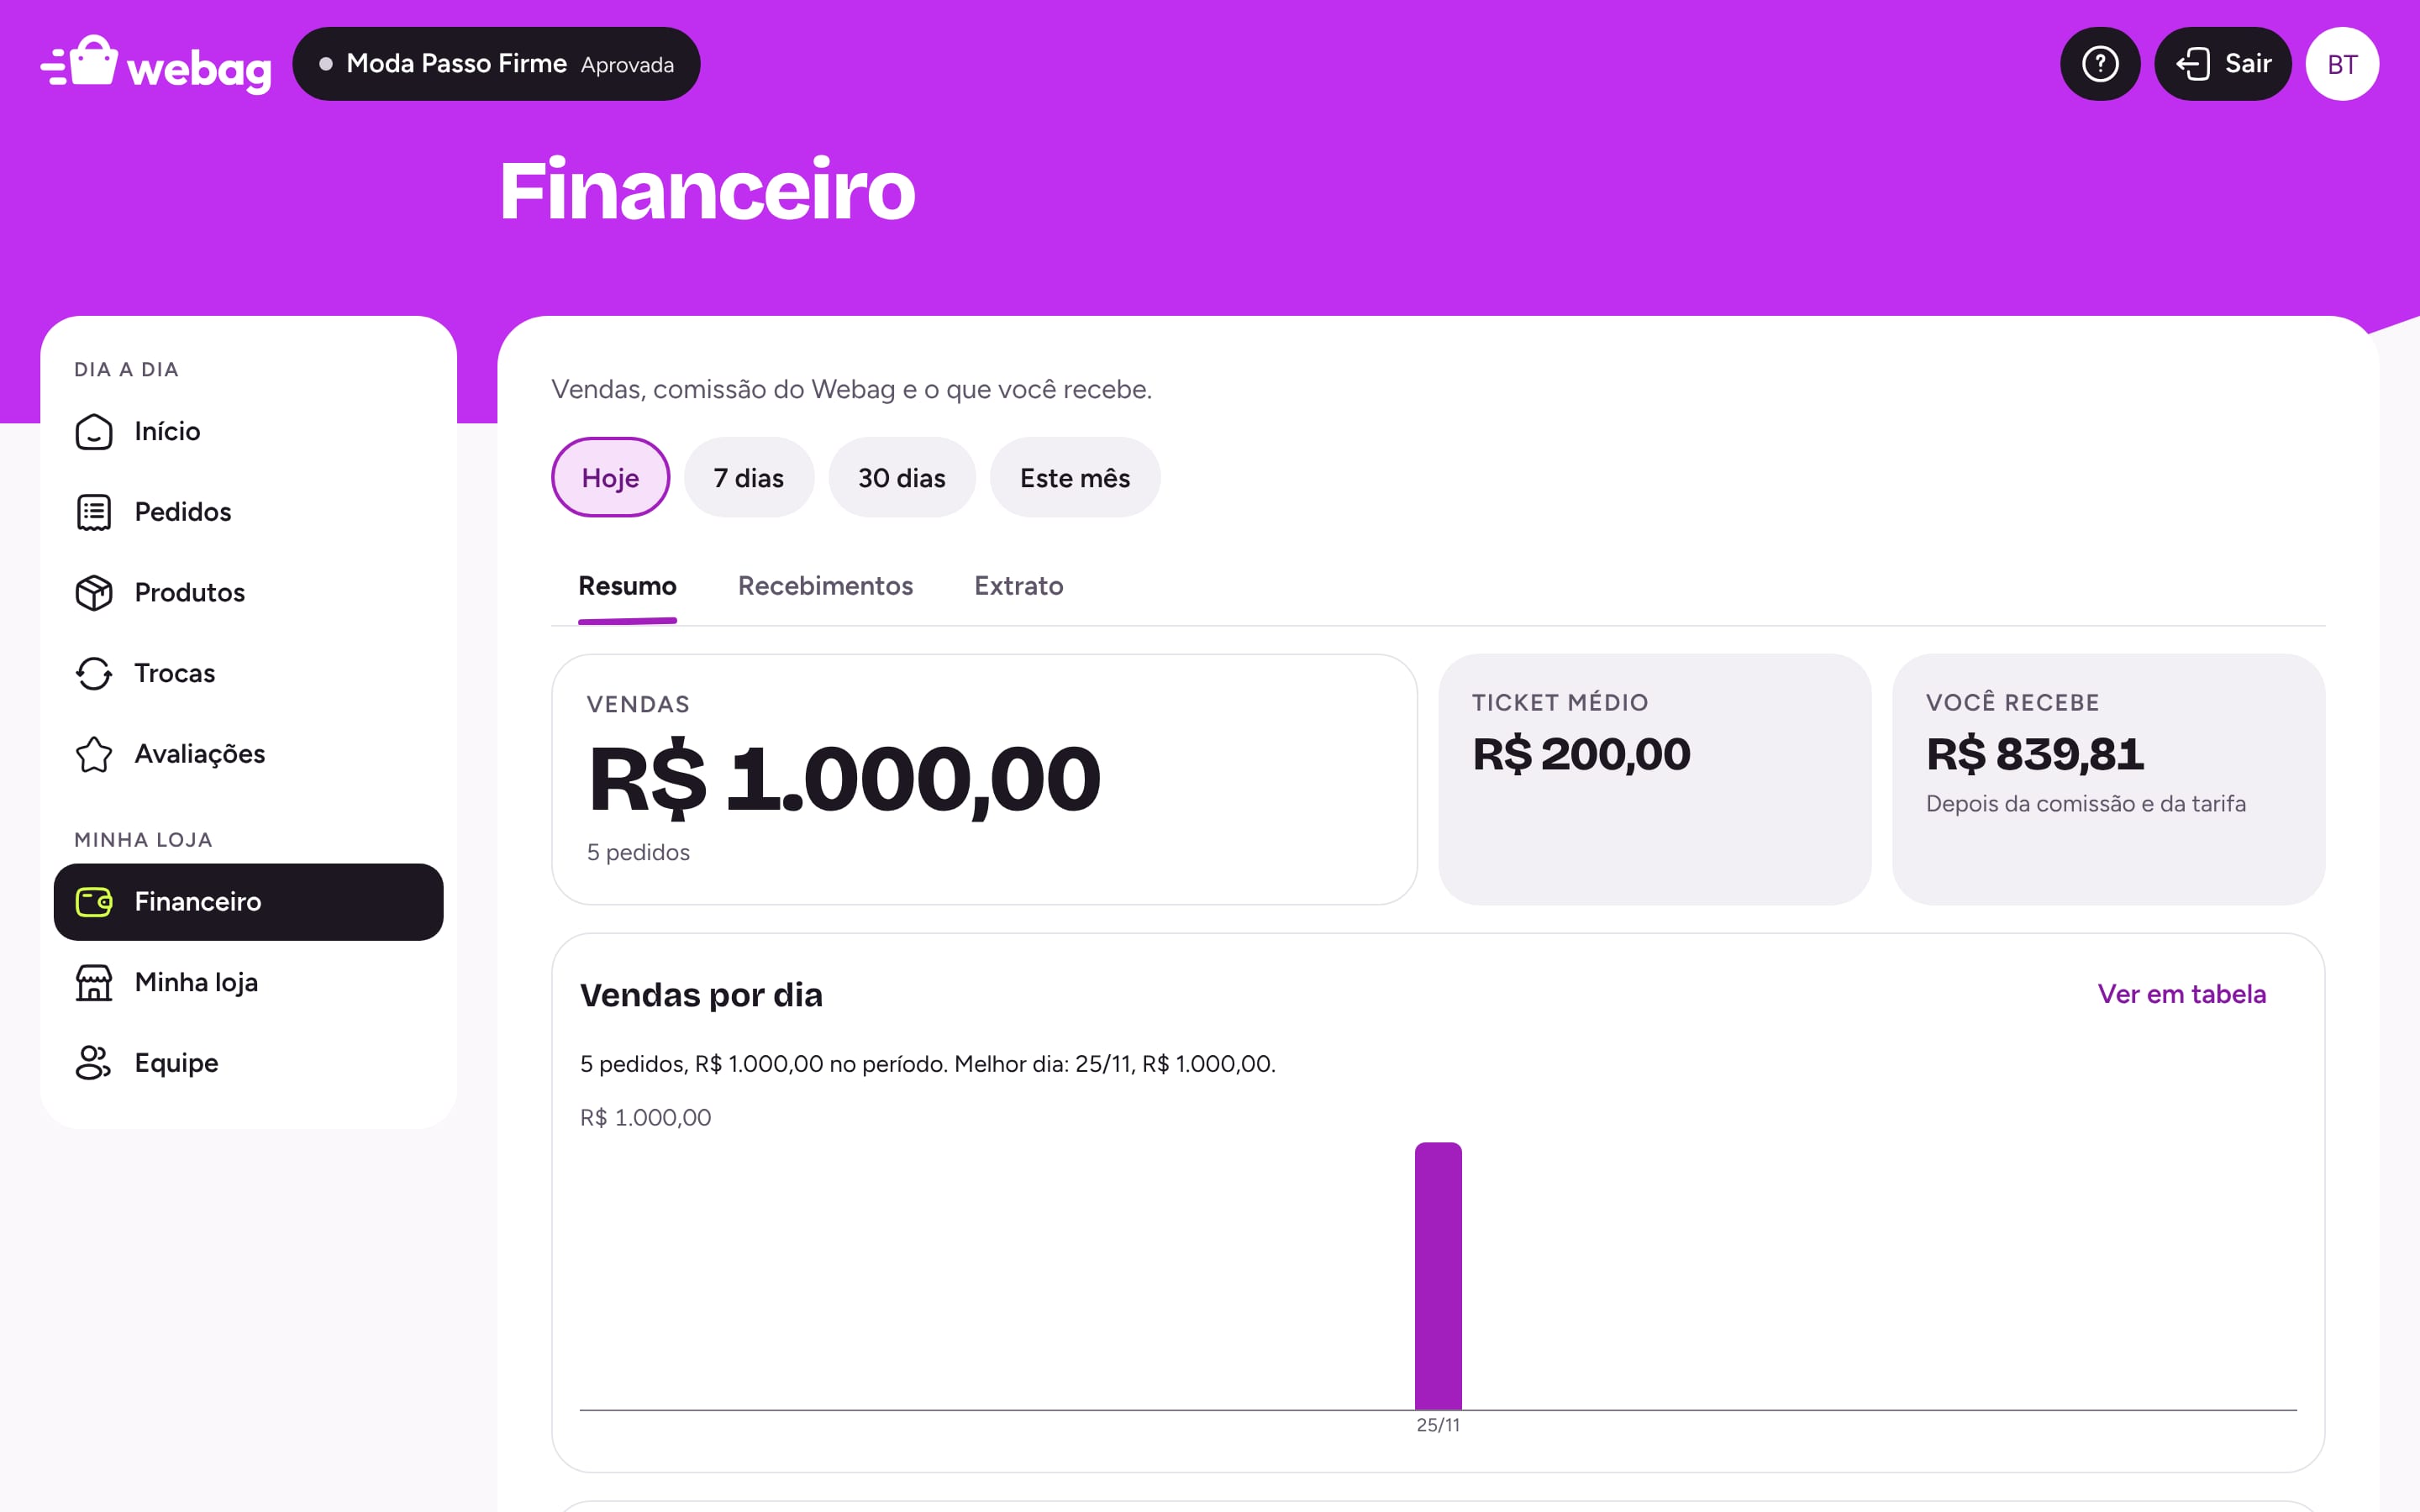 webag
Moda Passo Firme Aprovada
Sair
BT
Financeiro
DIA A DIA
Início
Pedidos
Produtos
Trocas
Avaliações
MINHA LOJA
Financeiro
Minha loja
Equipe
Vendas, comissão do Webag e o que você recebe.
Hoje
7 dias
30 dias
Este mês
Resumo
Recebimentos
Extrato
VENDAS
R$ 1.000,00
5 pedidos
TICKET MÉDIO
R$ 200,00
VOCÊ RECEBE
R$ 839,81
Depois da comissão e da tarifa
Vendas por dia
Ver em tabela
5 pedidos, R$ 1.000,00 no período. Melhor dia: 25/11, R$ 1.000,00.
R$ 1.000,00
25/11